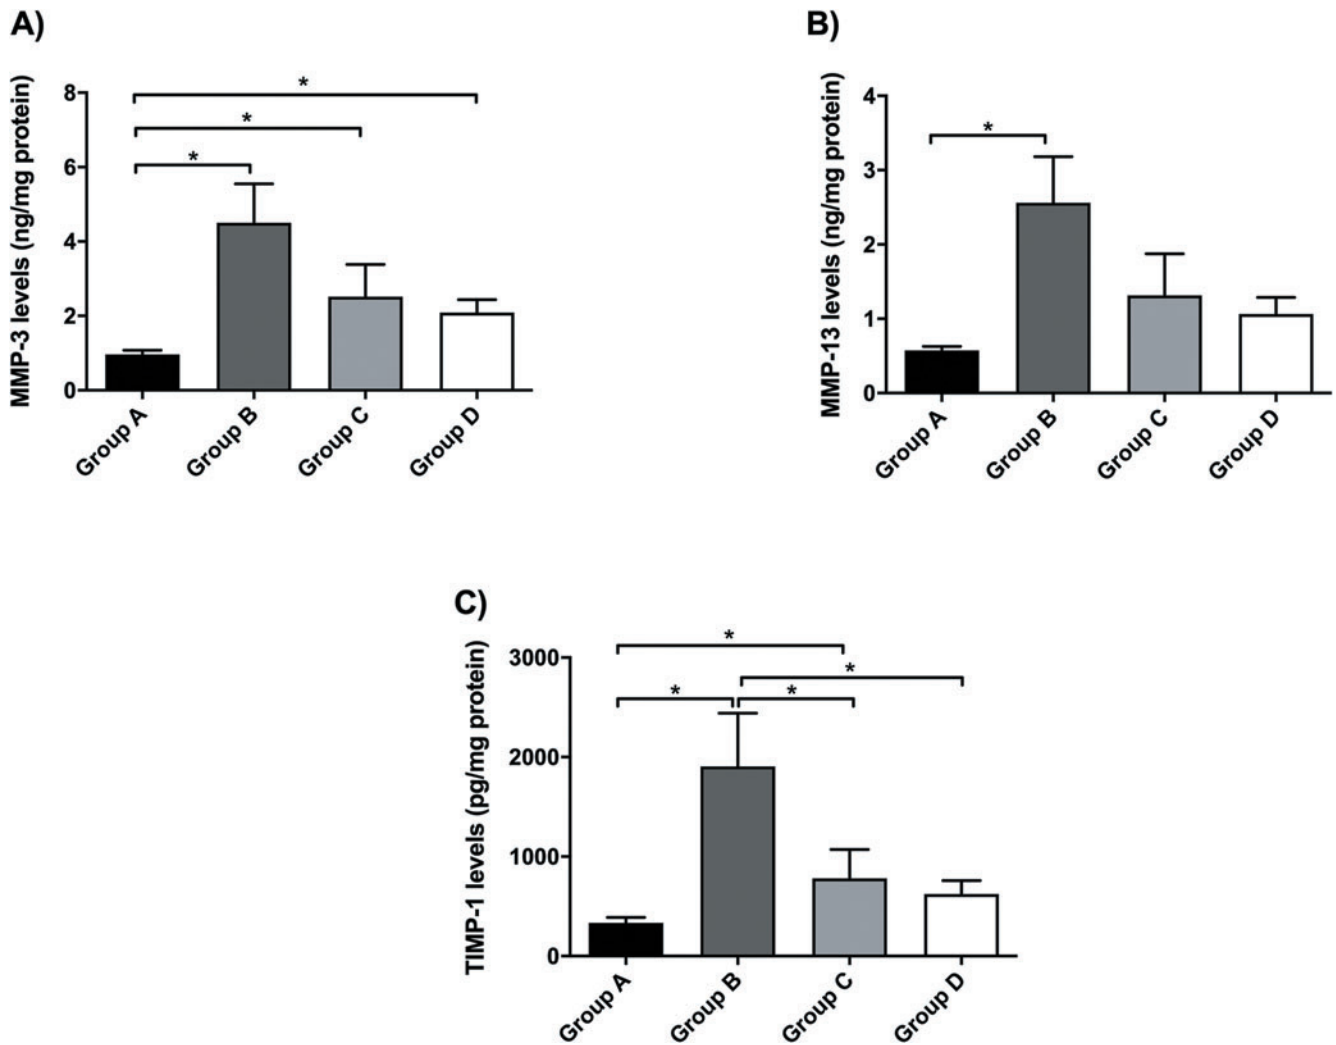 A)
MMP-3 levels (ng/mg protein)
8
6
4
2
0
*
*
*
Group A
Group B
Group C
Group D
B)
MMP-13 levels (ng/mg protein)
4
3
2
1
0
*
Group A
Group B
Group C
Group D
C)
TIMP-1 levels (pg/mg protein)
3000
2000
1000
0
*
*
*
*
Group A
Group B
Group C
Group D